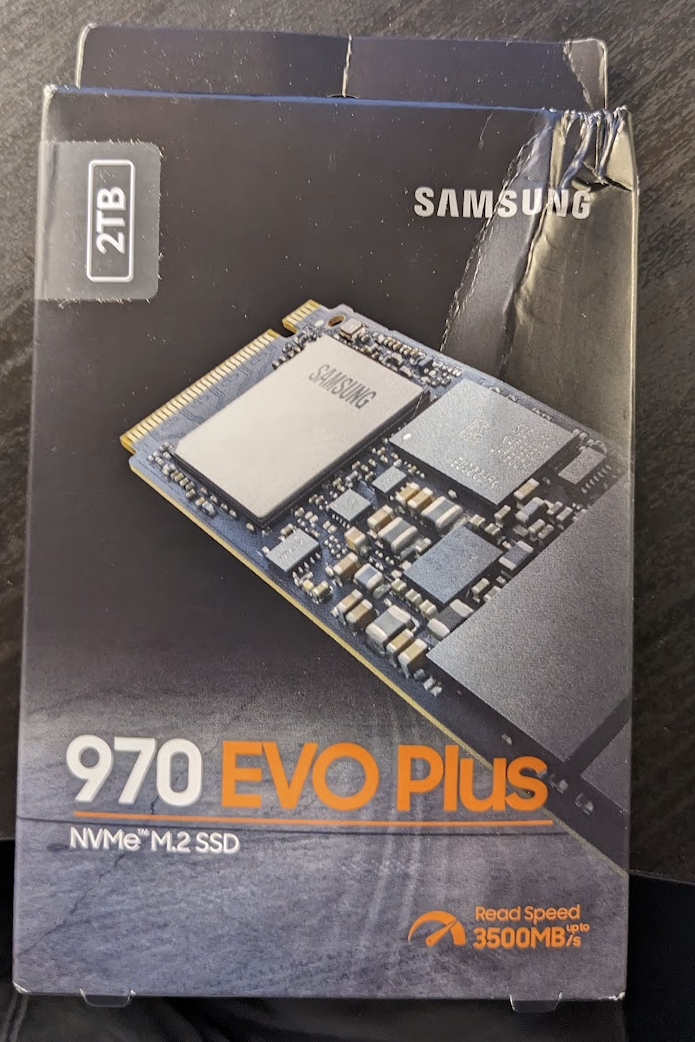 2TB
SAMSUNG
SAMSUNG
970 EVO Plus
NVMe™ M.2 SSD
Read Speed
up to
3500MB/s